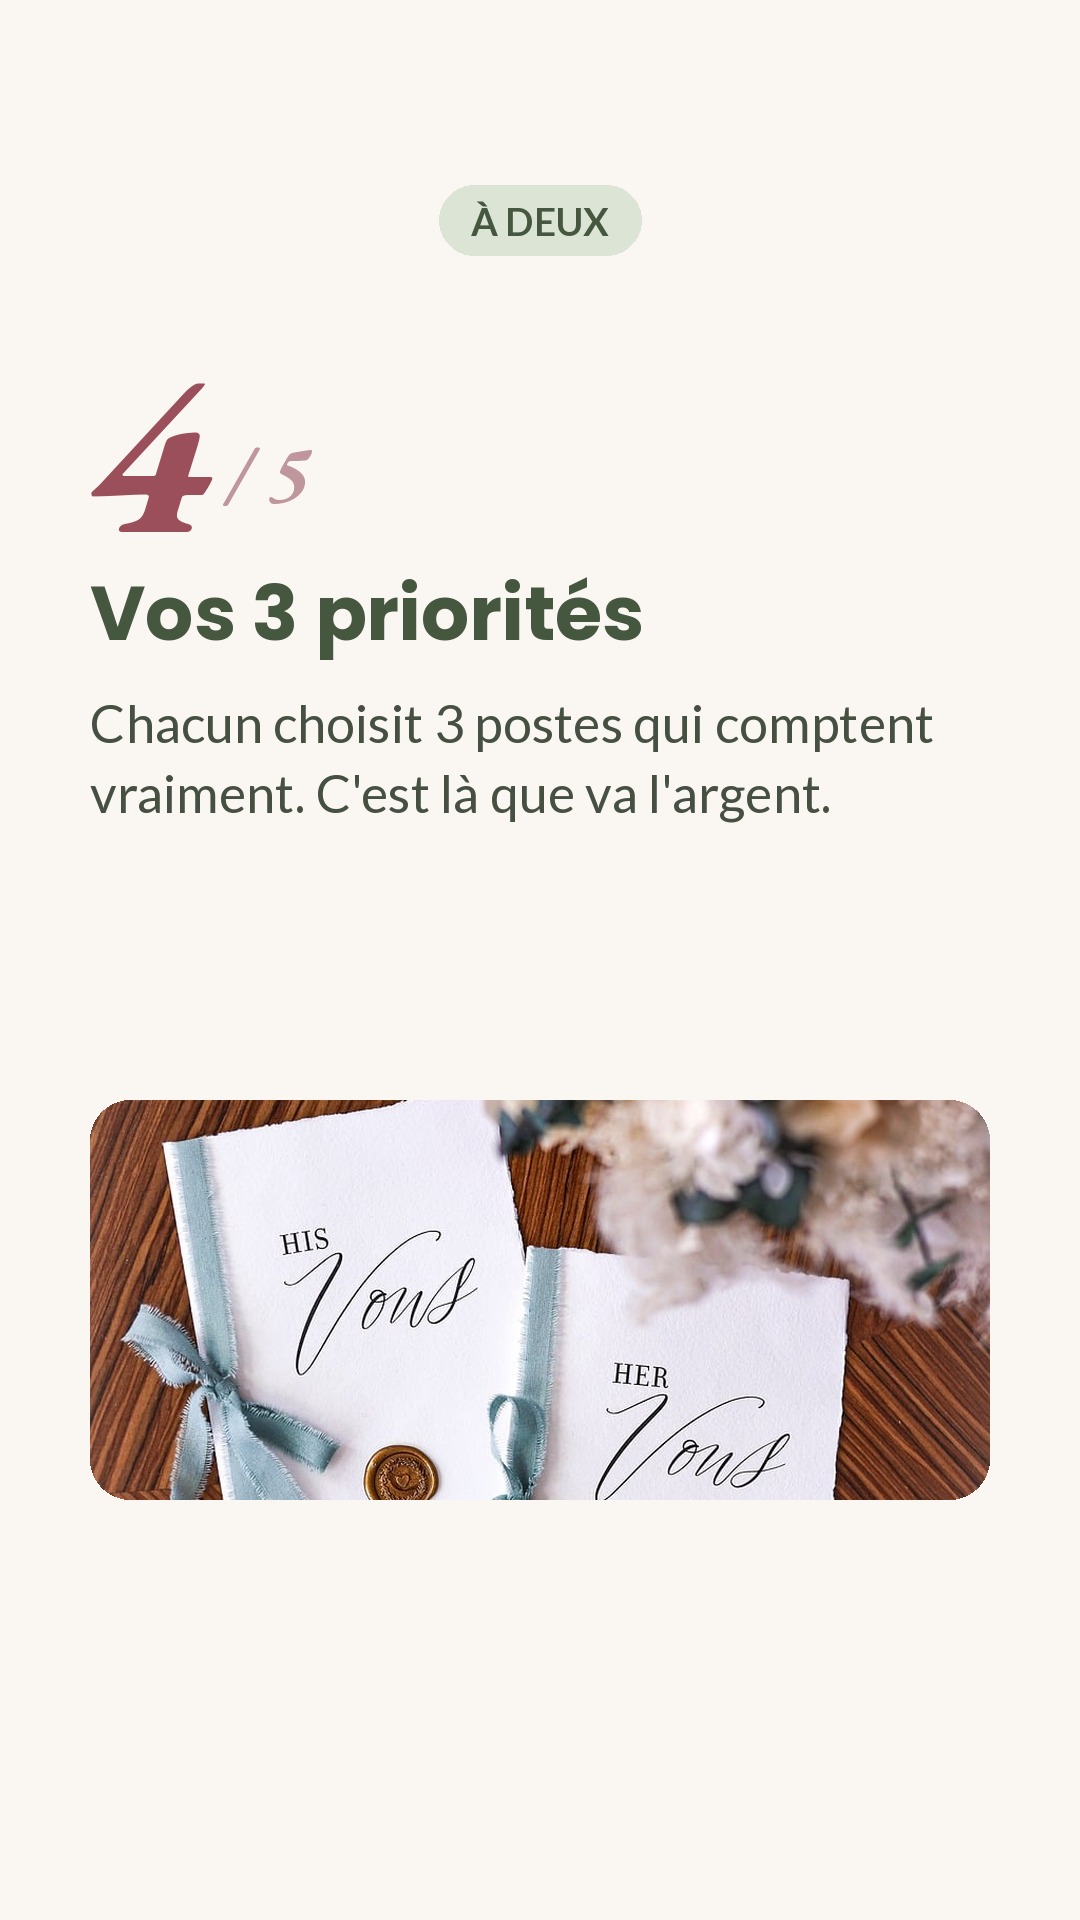 À DEUX
4 / 5
Vos 3 priorités
Chacun choisit 3 postes qui comptent
vraiment. C'est là que va l'argent.
HIS
Vows
HER
Vows